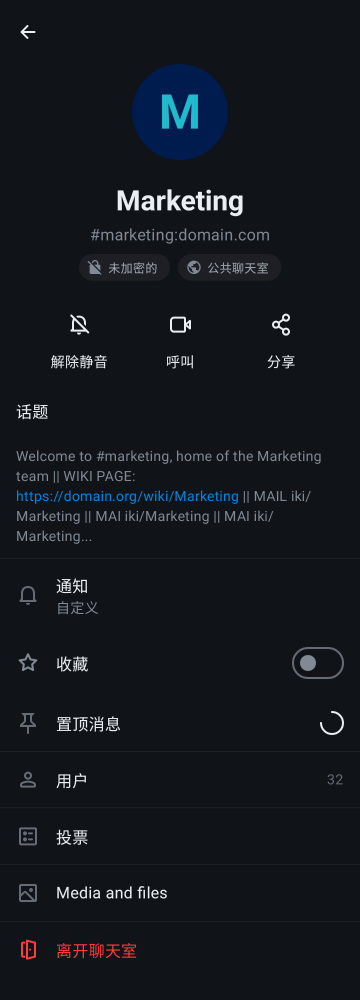 M
Marketing
#marketing:domain.com
未加密的
公共聊天室
解除静音
呼叫
分享
话题
Welcome to #marketing, home of the Marketing
team || WIKI PAGE:
https://domain.org/wiki/Marketing || MAIL iki/
Marketing || MAI iki/Marketing || MAI iki/
Marketing...
通知
自定义
收藏
置顶消息
用户
32
投票
Media and files
离开聊天室